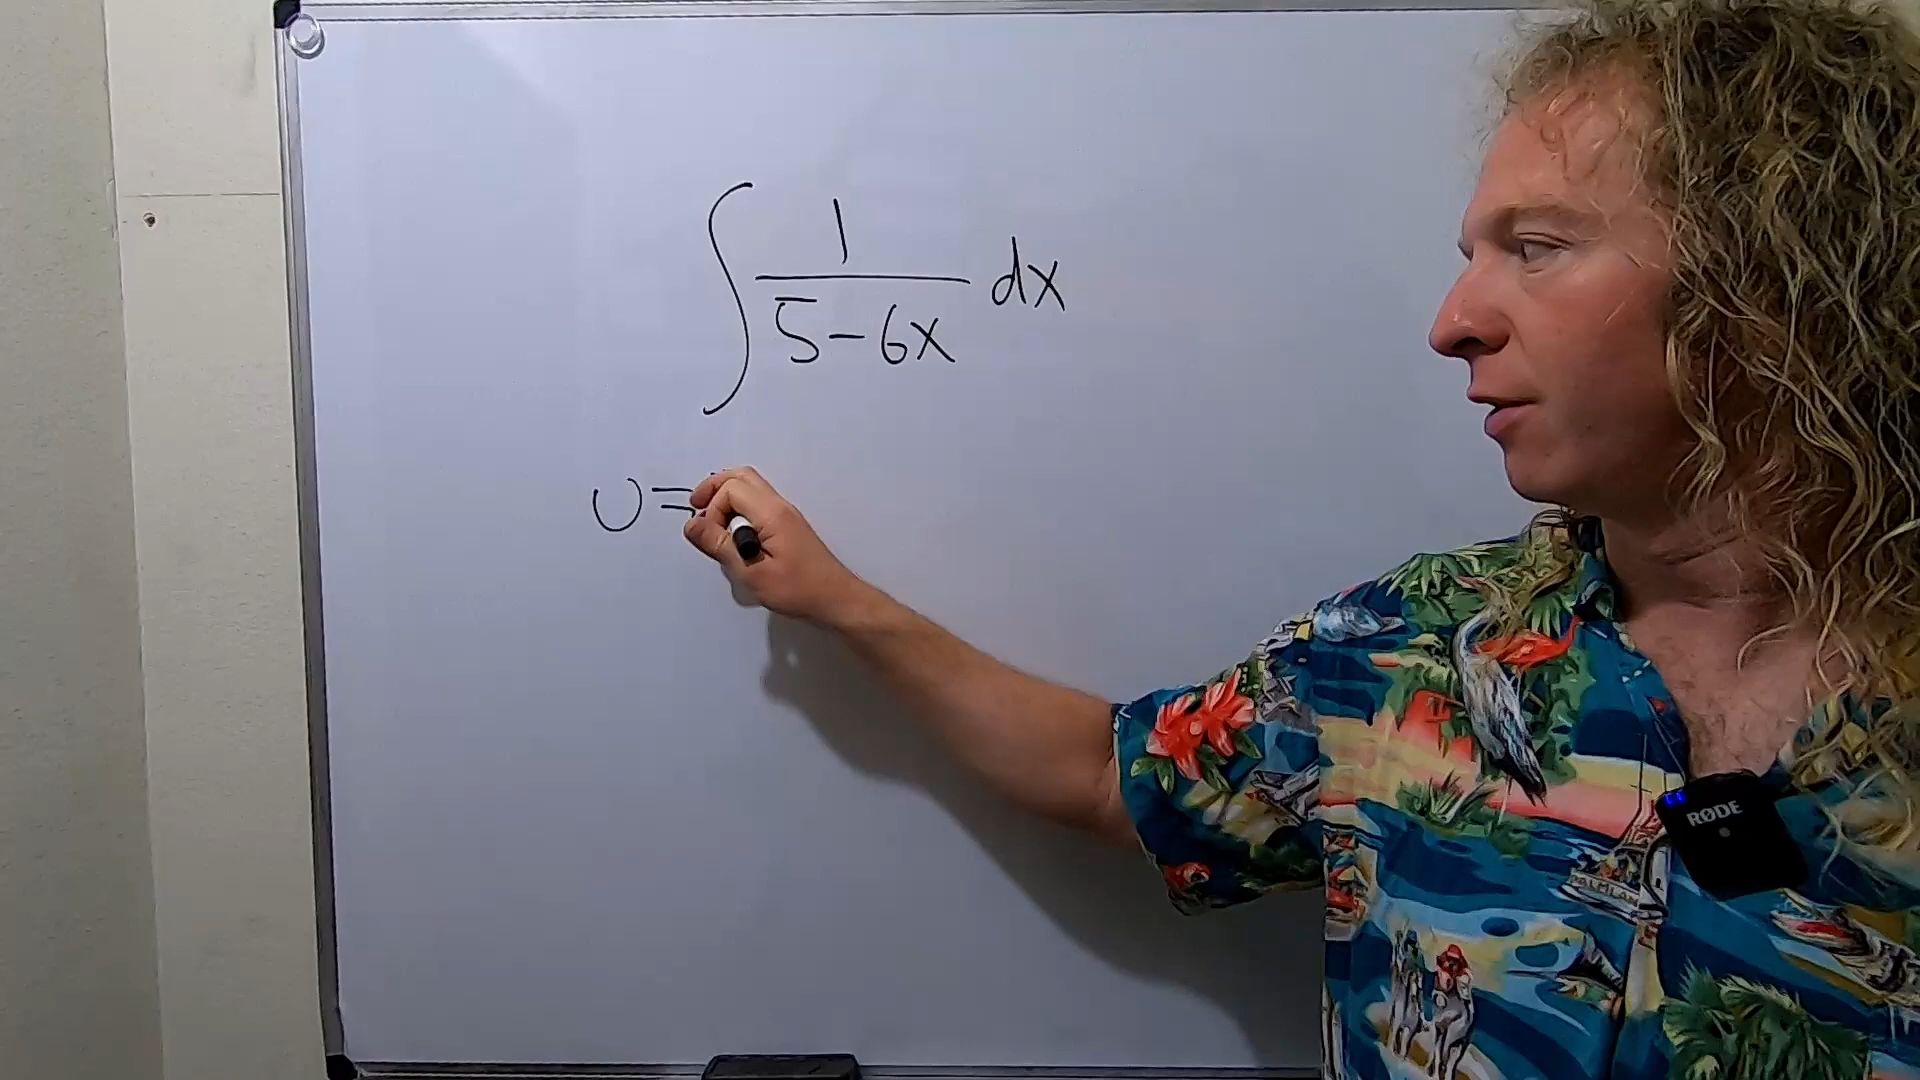 ∫ 1/(5-6x) dx
u=
RØDE